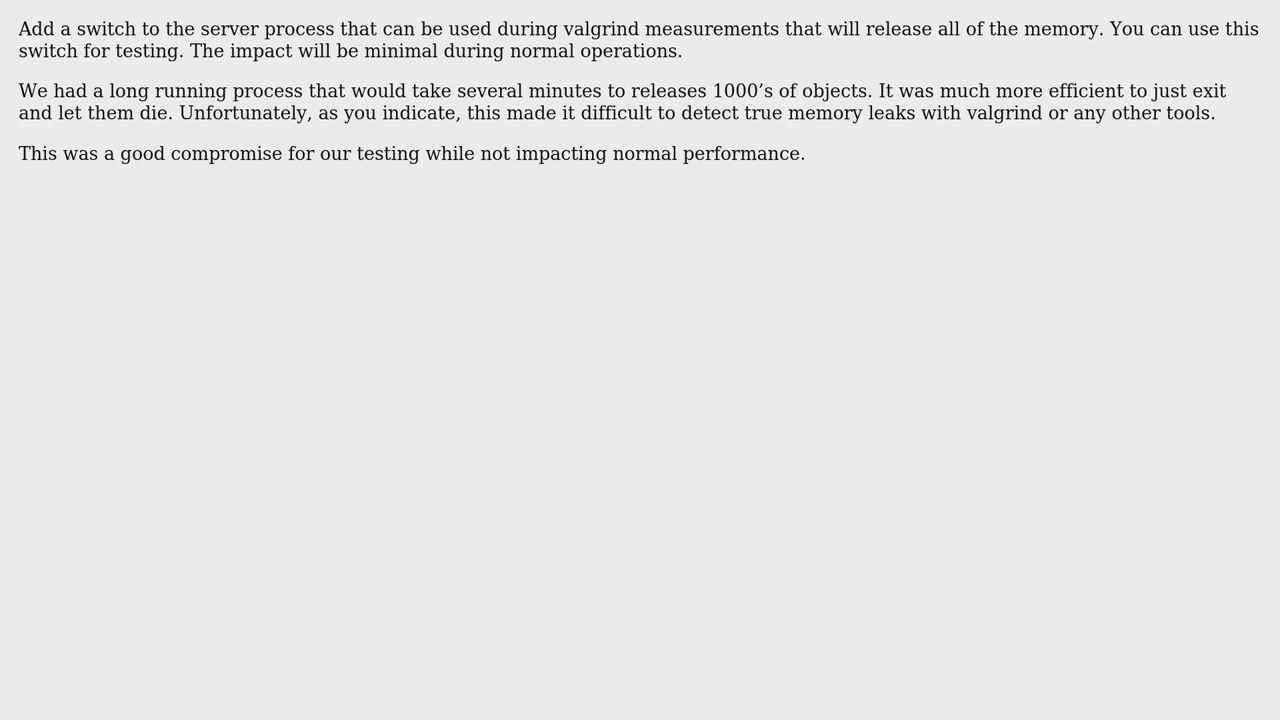 Add a switch to the server process that can be used during valgrind measurements that will release all of the memory. You can use this
switch for testing. The impact will be minimal during normal operations.
We had a long running process that would take several minutes to releases 1000’s of objects. It was much more efficient to just exit
and let them die. Unfortunately, as you indicate, this made it difficult to detect true memory leaks with valgrind or any other tools.
This was a good compromise for our testing while not impacting normal performance.